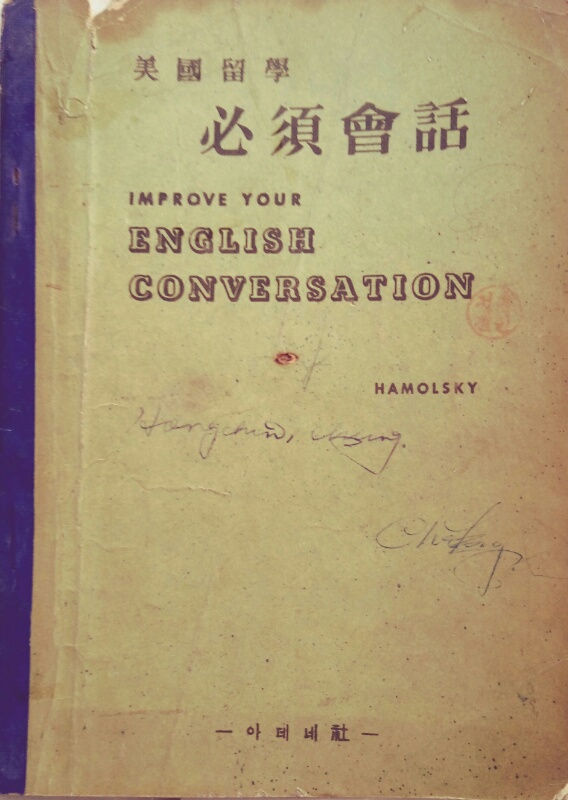 美國留學
必須會話
IMPROVE YOUR
ENGLISH
CONVERSATION
HAMOLSKY
— 아테네社 —